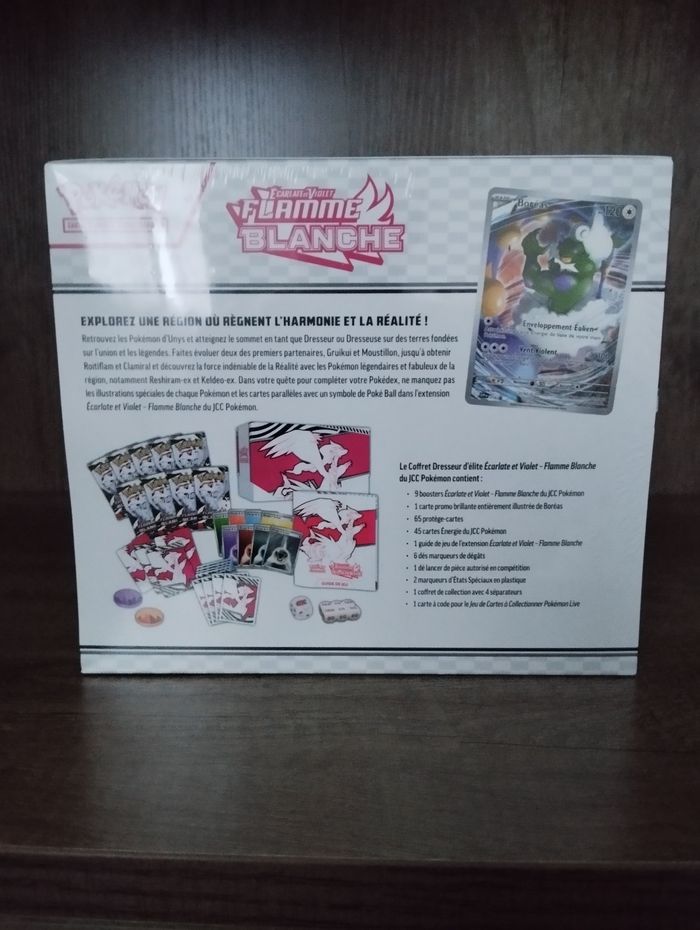 POKÉMON
ÉCARLATE ET VIOLET
FLAMME
BLANCHE
Boréas
120
Enveloppement Éolien
Vent Violent
EXPLOREZ UNE RÉGION OÙ RÈGNENT L'HARMONIE ET LA RÉALITÉ !
Retrouvez les Pokémon d'Unys et atteignez le sommet en tant que Dresseur ou Dresseuse sur des terres fondées
sur l'union et les légendes. Faites évoluer deux des premiers partenaires, Gruikui et Moustillon, jusqu'à obtenir
Roitiflam et Clamiral et découvrez la force indéniable de la Réalité avec les Pokémon légendaires et fabuleux de la
région, notamment Reshiram-ex et Keldeo-ex. Dans votre quête pour compléter votre Pokédex, ne manquez pas
les illustrations spéciales de chaque Pokémon et les cartes parallèles avec un symbole de Poké Ball dans l'extension
Écarlate et Violet – Flamme Blanche du JCC Pokémon.
Le Coffret Dresseur d'élite Écarlate et Violet – Flamme Blanche
du JCC Pokémon contient :
• 9 boosters Écarlate et Violet – Flamme Blanche du JCC Pokémon
• 1 carte promo brillante entièrement illustrée de Boréas
• 65 protège-cartes
• 45 cartes Énergie du JCC Pokémon
• 1 guide de jeu de l'extension Écarlate et Violet – Flamme Blanche
• 6 dés marqueurs de dégâts
• 1 dé lancer de pièce autorisé en compétition
• 2 marqueurs d'États Spéciaux en plastique
• 1 coffret de collection avec 4 séparateurs
• 1 carte à code pour le Jeu de Cartes à Collectionner Pokémon Live
GUIDE DE JEU